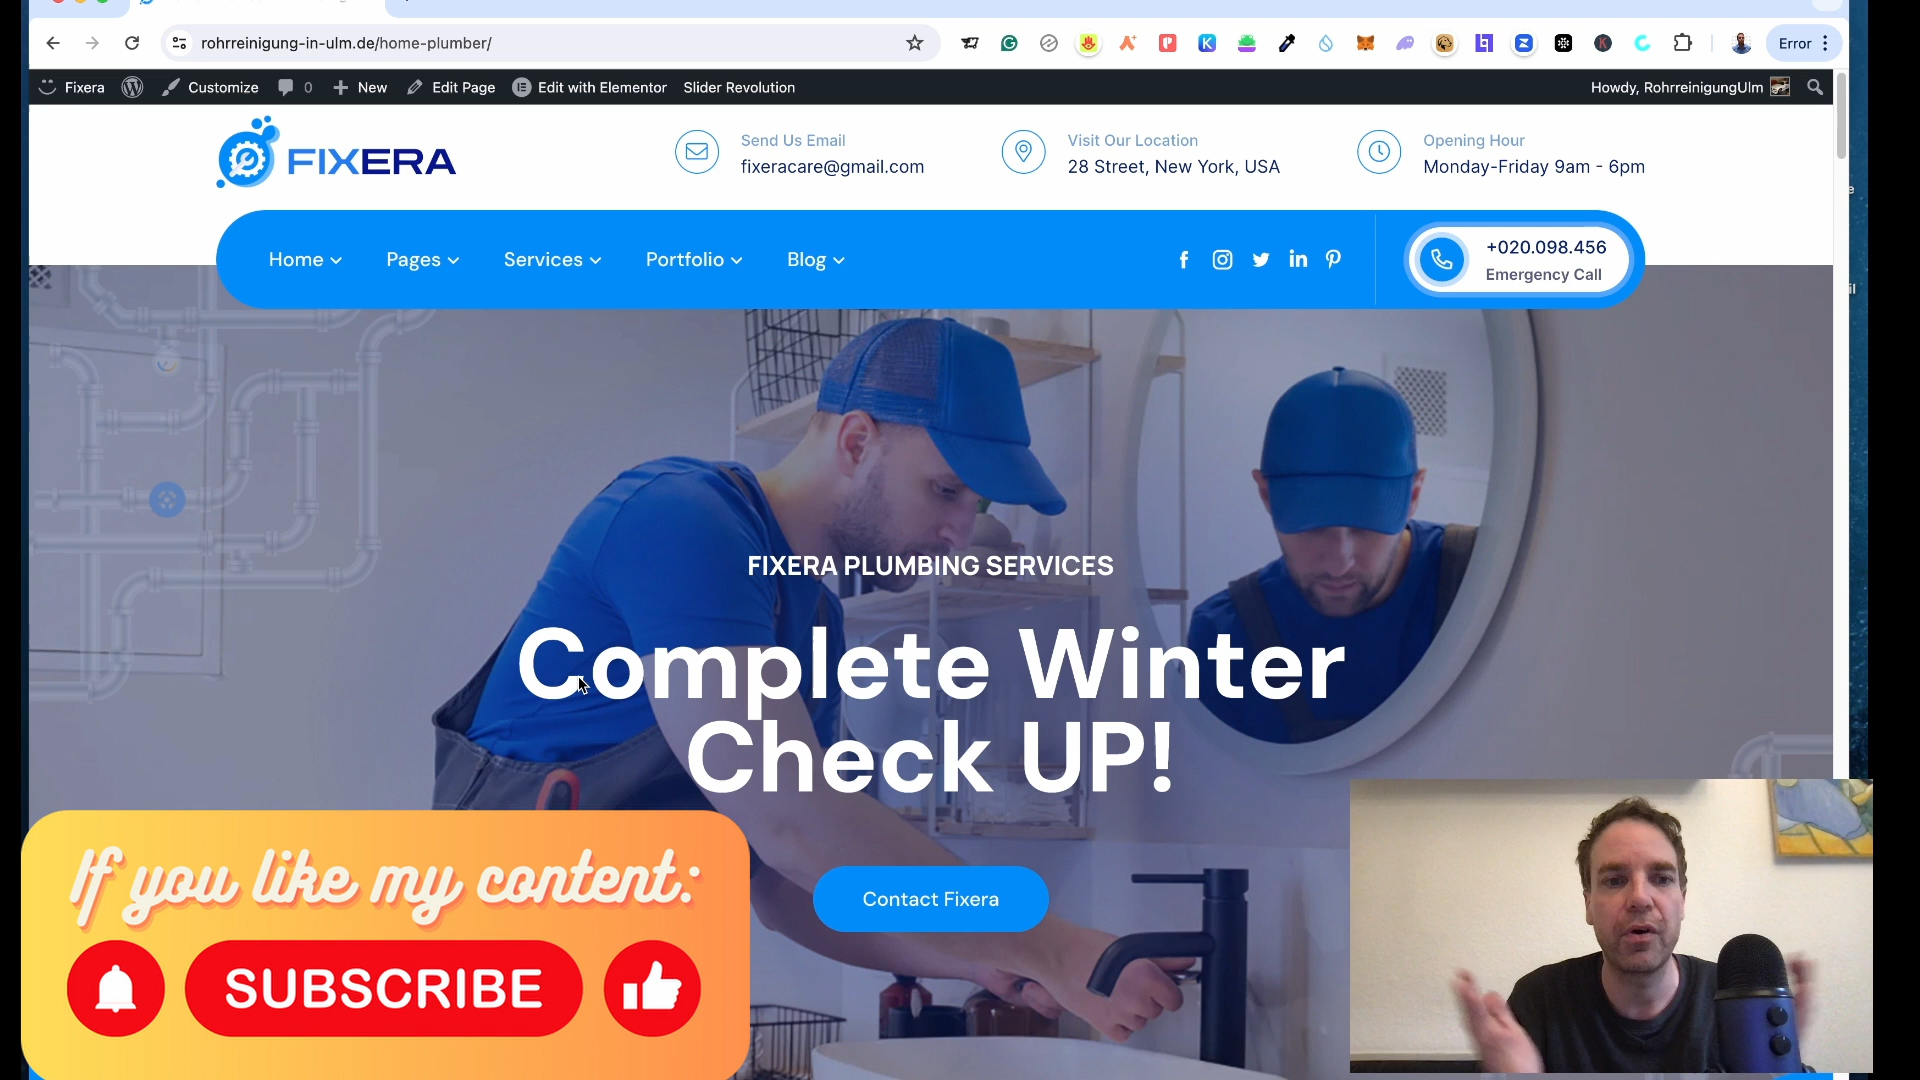 rohrreinigung-in-ulm.de/home-plumber/
Error
Fixera
Customize
0
New
Edit Page
Edit with Elementor
Slider Revolution
Howdy, RohrreinigungUlm
FIXERA
Send Us Email
fixeracare@gmail.com
Visit Our Location
28 Street, New York, USA
Opening Hour
Monday-Friday 9am - 6pm
Home
Pages
Services
Portfolio
Blog
+020.098.456
Emergency Call
FIXERA PLUMBING SERVICES
Complete Winter
Check UP!
Contact Fixera
If you like my content:
SUBSCRIBE